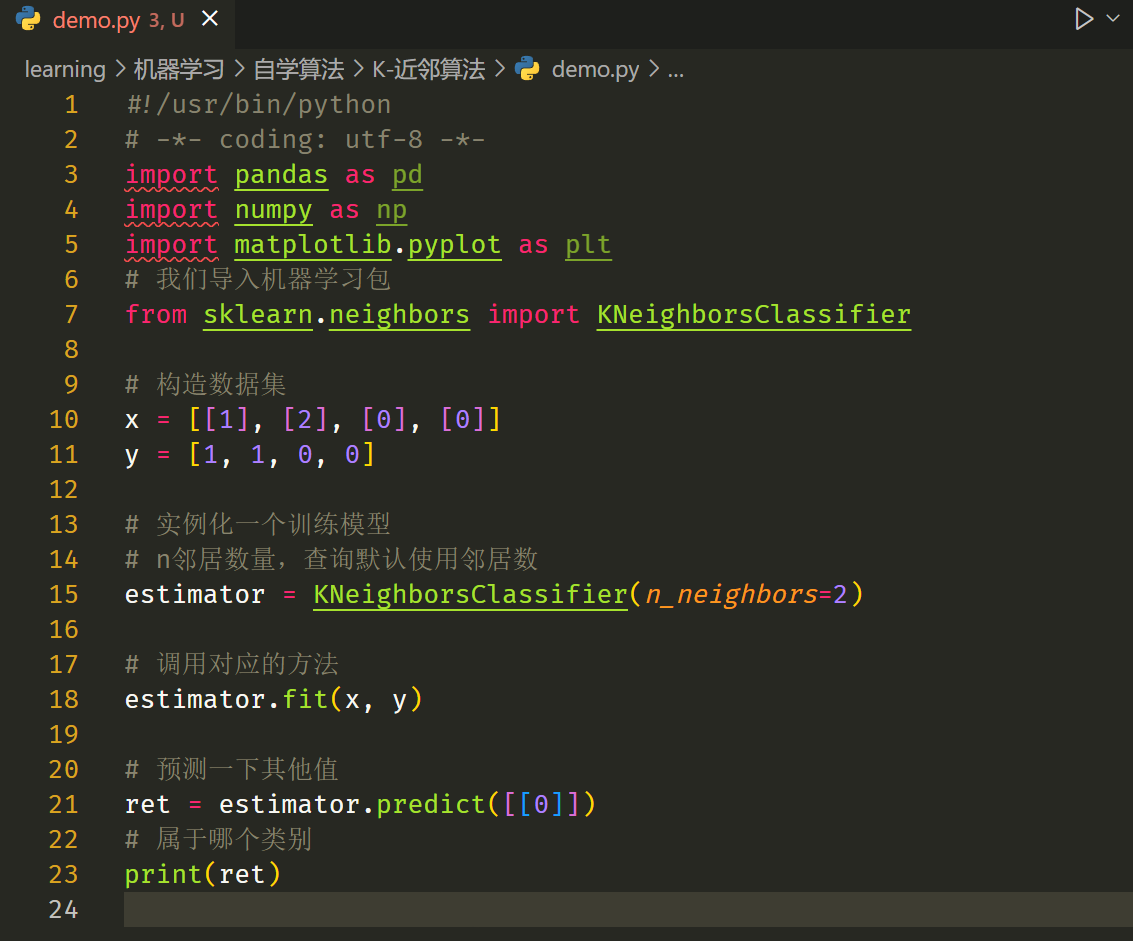 demo.py 3, U
learning > 机器学习 > 自学算法 > K-近邻算法 > demo.py > ...
1 #!/usr/bin/python
2 # -*- coding: utf-8 -*-
3 import pandas as pd
4 import numpy as np
5 import matplotlib.pyplot as plt
6 # 我们导入机器学习包
7 from sklearn.neighbors import KNeighborsClassifier
8
9 # 构造数据集
10 x = [[1], [2], [0], [0]]
11 y = [1, 1, 0, 0]
12
13 # 实例化一个训练模型
14 # n邻居数量，查询默认使用邻居数
15 estimator = KNeighborsClassifier(n_neighbors=2)
16
17 # 调用对应的方法
18 estimator.fit(x, y)
19
20 # 预测一下其他值
21 ret = estimator.predict([[0]])
22 # 属于哪个类别
23 print(ret)
24